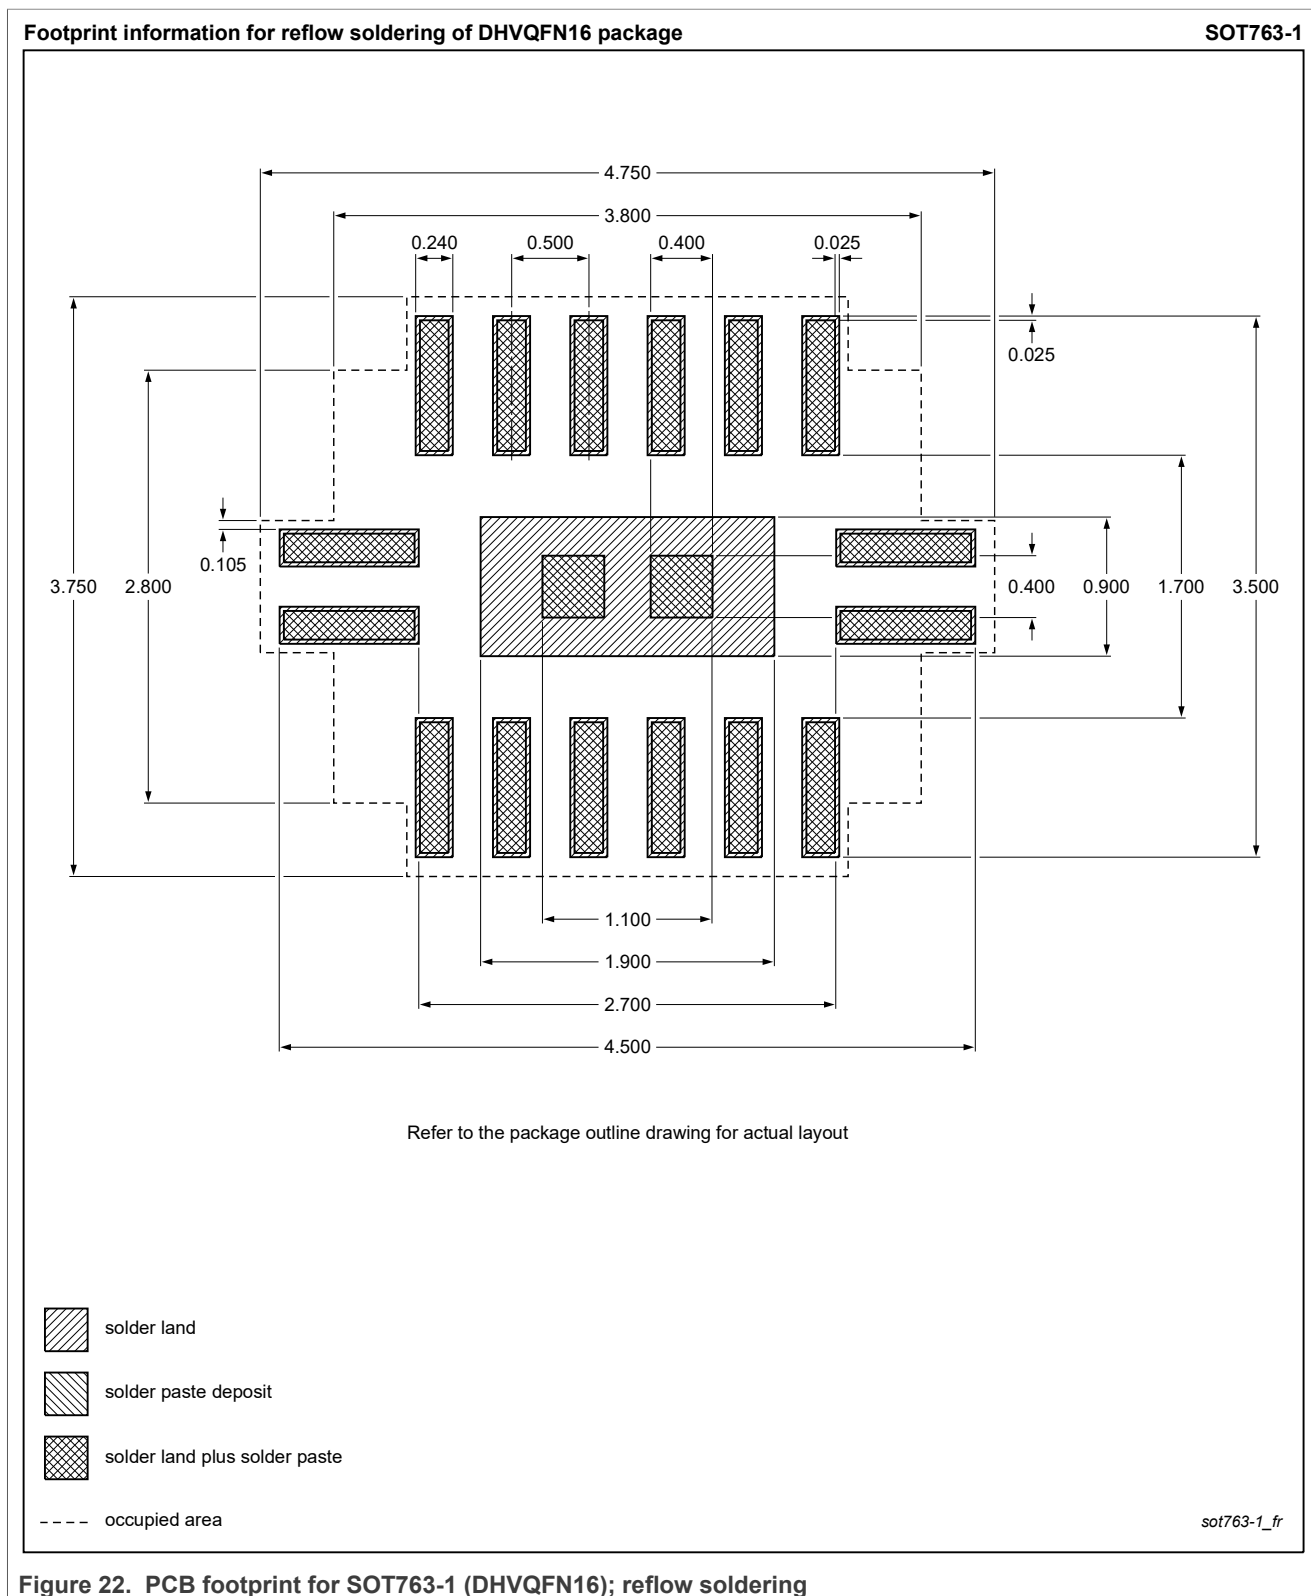 Footprint information for reflow soldering of DHVQFN16 package SOT763-1
4.750
3.800
0.240 0.500 0.400 0.025
0.025
0.105
3.750 2.800 0.400 0.900 1.700 3.500
1.100
1.900
2.700
4.500
Refer to the package outline drawing for actual layout
solder land
solder paste deposit
solder land plus solder paste
occupied area sot763-1_fr
Figure 22. PCB footprint for SOT763-1 (DHVQFN16); reflow soldering